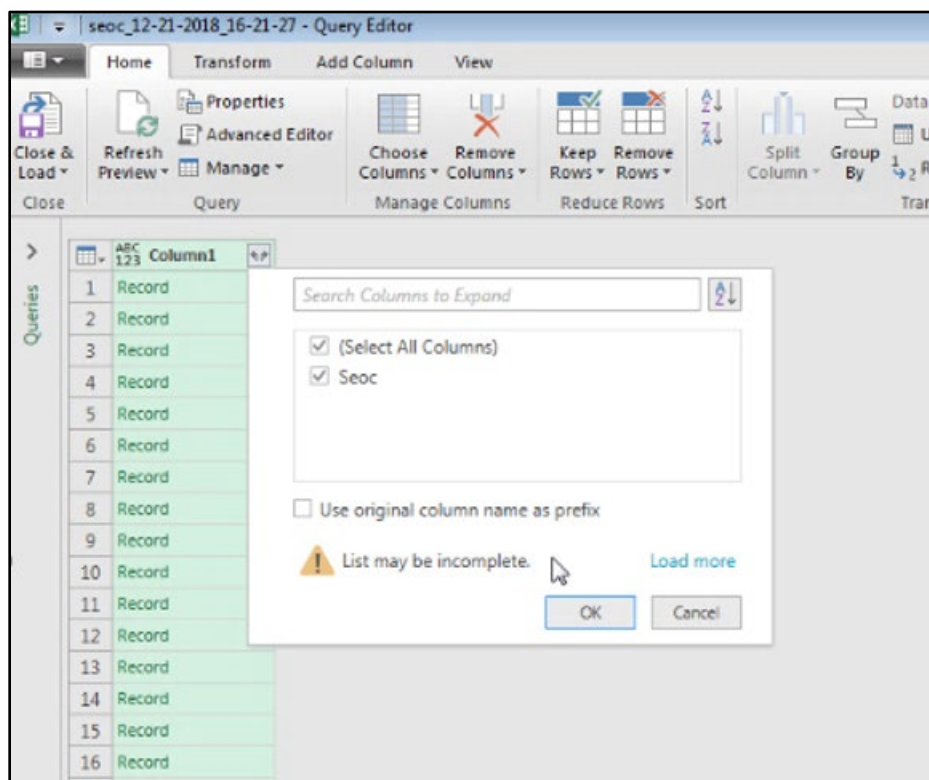 seoc_12-21-2018_16-21-27 - Query Editor
Home Transform Add Column View
Close & Load
Refresh Preview
Properties
Advanced Editor
Manage
Choose Columns
Remove Columns
Keep Rows
Remove Rows
Split Column
Group By
Data
Close Query Manage Columns Reduce Rows Sort
Queries
ABC 123 Column1
1 Record
2 Record
3 Record
4 Record
5 Record
6 Record
7 Record
8 Record
9 Record
10 Record
11 Record
12 Record
13 Record
14 Record
15 Record
16 Record
Search Columns to Expand
(Select All Columns)
Seoc
Use original column name as prefix
List may be incomplete. Load more
OK Cancel